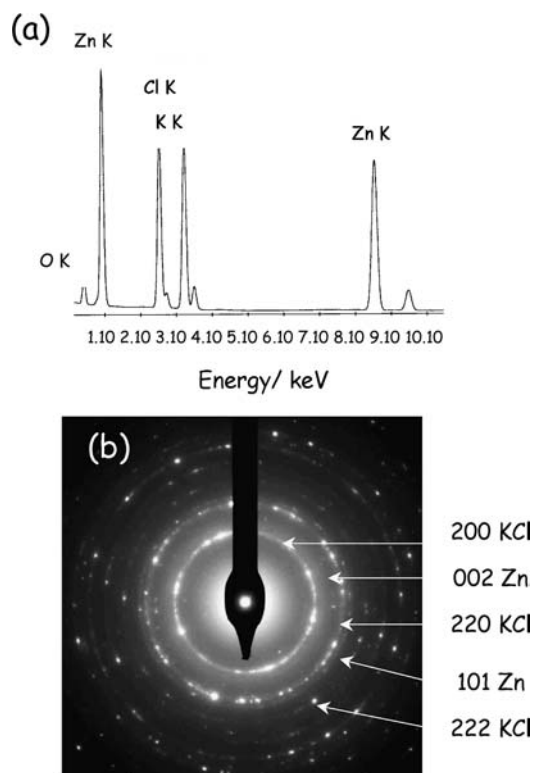 (a)
Zn K
Cl K
K K
Zn K
O K
1.10 2.10 3.10 4.10 5.10 6.10 7.10 8.10 9.10 10.10
Energy/ keV
(b)
200 KCl
002 Zn
220 KCl
101 Zn
222 KCl